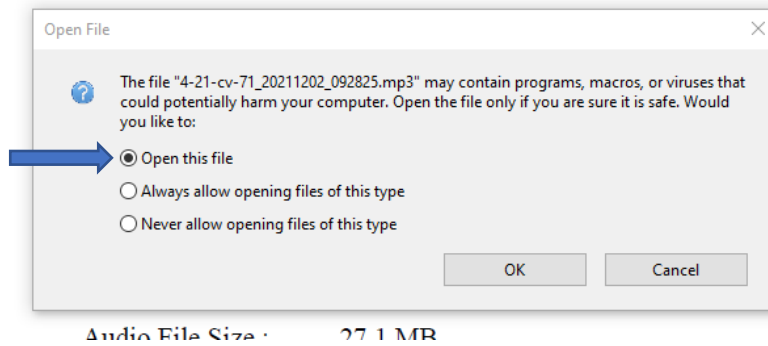 Open File
The file "4-21-cv-71_20211202_092825.mp3" may contain programs, macros, or viruses that
could potentially harm your computer. Open the file only if you are sure it is safe. Would
you like to:
Open this file
Always allow opening files of this type
Never allow opening files of this type
OK Cancel
Audio File Size : 27.1 MB